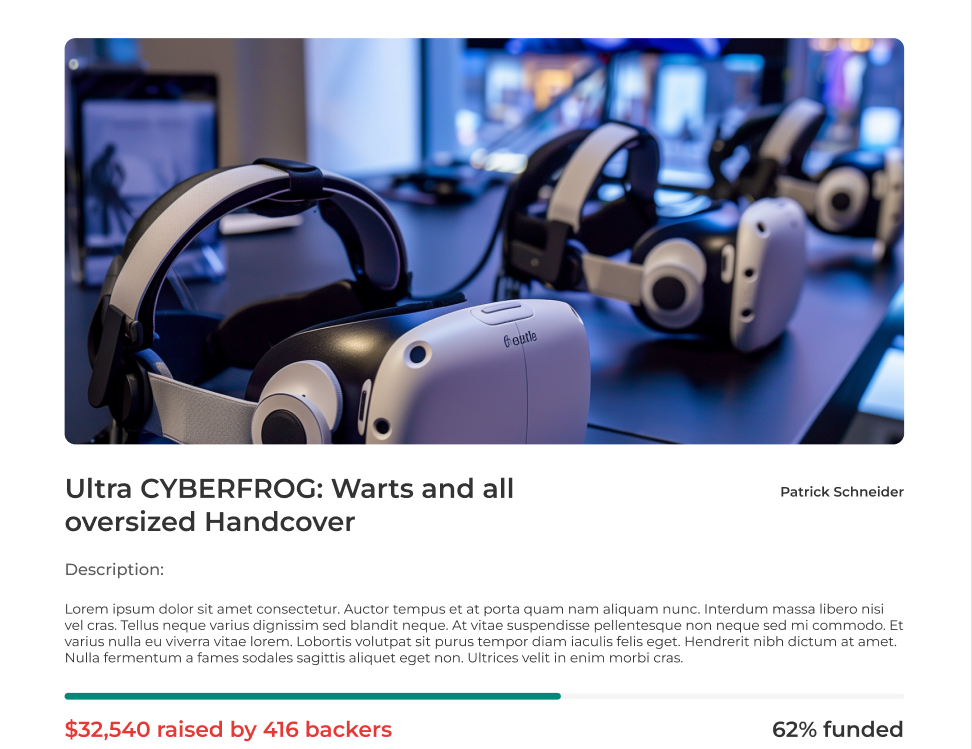 Ultra CYBERFROG: Warts and all
oversized Handcover
Patrick Schneider
Description:
Lorem ipsum dolor sit amet consectetur. Auctor tempus et at porta quam nam aliquam nunc. Interdum massa libero nisi
vel cras. Tellus neque varius dignissim sed blandit neque. At vitae suspendisse pellentesque non neque sed mi commodo. Et
varius nulla eu viverra vitae lorem. Lobortis volutpat sit purus tempor diam iaculis felis eget. Hendrerit nibh dictum at amet.
Nulla fermentum a fames sodales sagittis aliquet eget non. Ultrices velit in enim morbi cras.
$32,540 raised by 416 backers
62% funded